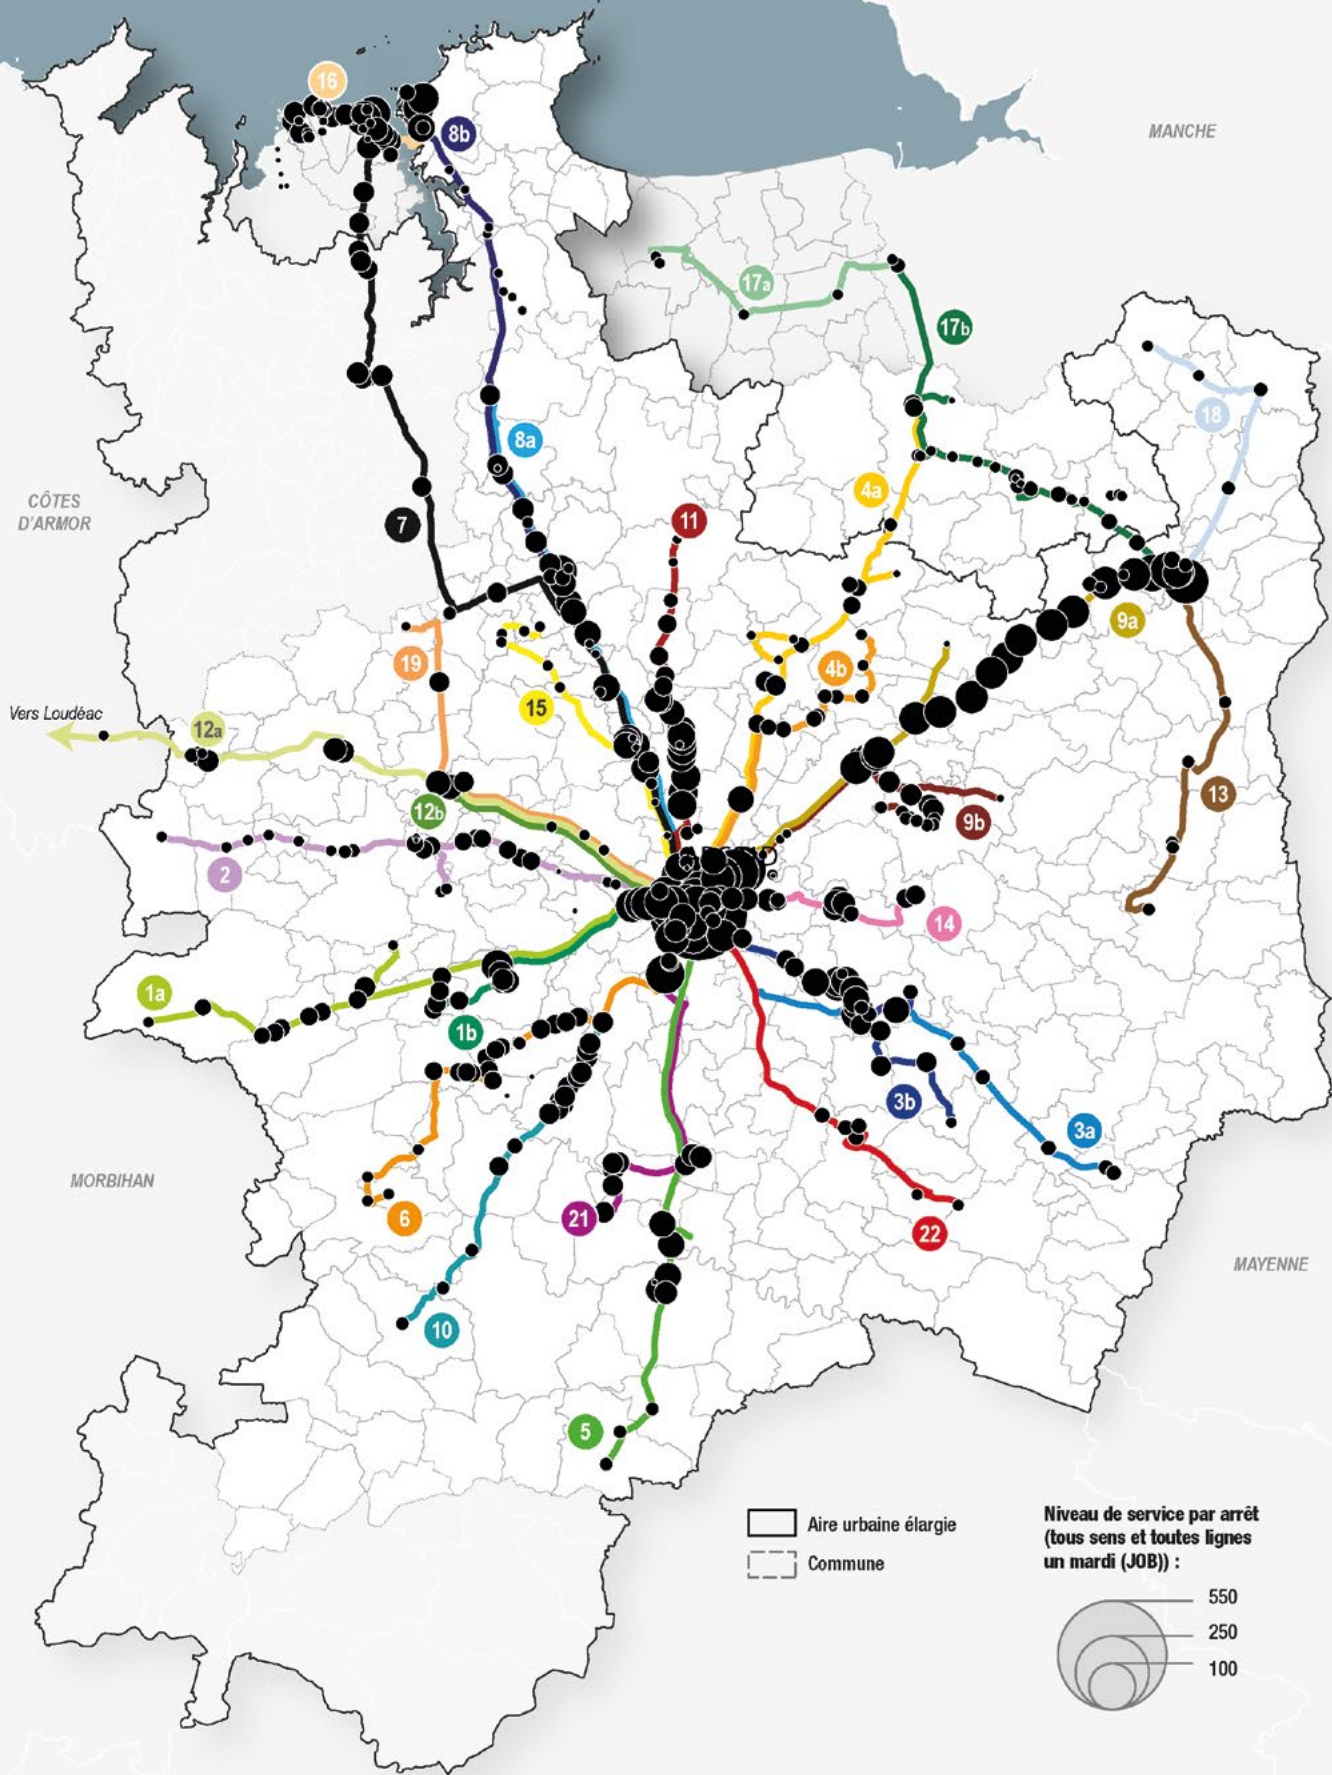 16
8b
MANCHE
17a
17b
18
8a
4a
CÔTES
D'ARMOR
7
11
9a
19
4b
15
Vers Loudéac
12a
13
12b
9b
2
14
1a
1b
3b
3a
MORBIHAN
6
21
22
MAYENNE
10
5
Aire urbaine élargie
Commune
Niveau de service par arrêt
(tous sens et toutes lignes
un mardi (JOB)) :
550
250
100